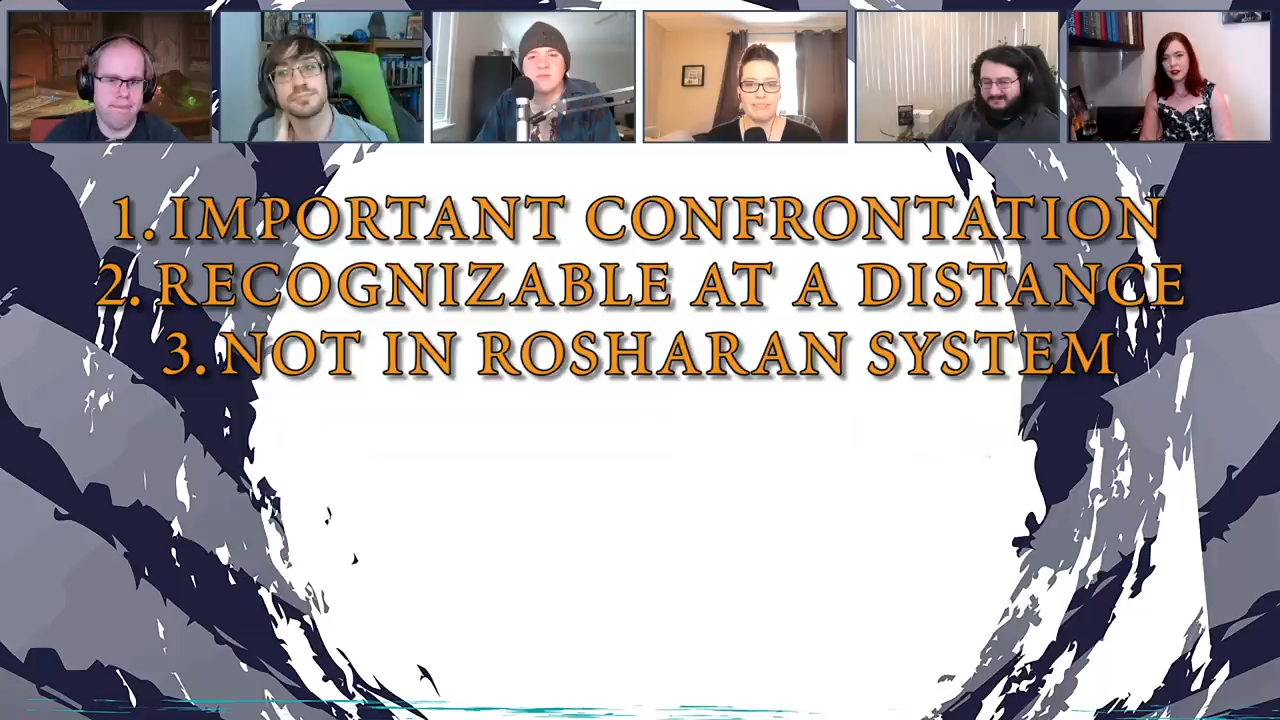 1. IMPORTANT CONFRONTATION
2. RECOGNIZABLE AT A DISTANCE
3. NOT IN ROSHARAN SYSTEM